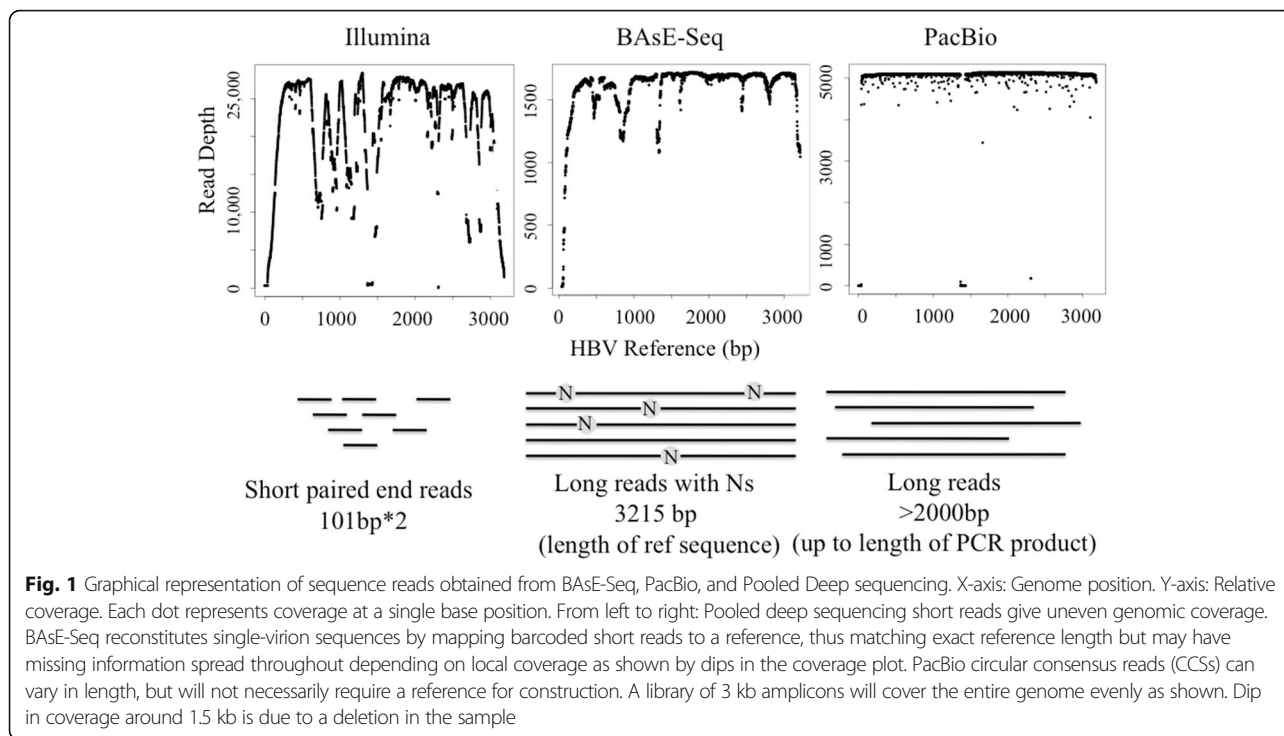 Illumina
BAsE-Seq
PacBio
Read Depth
0
10,000
25,000
0
500
1000
1500
0
1000
3000
5000
0 1000 2000 3000
0 1000 2000 3000
0 1000 2000 3000
HBV Reference (bp)
N
N
N
N
N
Short paired end reads
101bp*2
Long reads with Ns
3215 bp
(length of ref sequence)
Long reads
>2000bp
(up to length of PCR product)
Fig. 1 Graphical representation of sequence reads obtained from BAsE-Seq, PacBio, and Pooled Deep sequencing. X-axis: Genome position. Y-axis: Relative
coverage. Each dot represents coverage at a single base position. From left to right: Pooled deep sequencing short reads give uneven genomic coverage.
BAsE-Seq reconstitutes single-virion sequences by mapping barcoded short reads to a reference, thus matching exact reference length but may have
missing information spread throughout depending on local coverage as shown by dips in the coverage plot. PacBio circular consensus reads (CCSs) can
vary in length, but will not necessarily require a reference for construction. A library of 3 kb amplicons will cover the entire genome evenly as shown. Dip
in coverage around 1.5 kb is due to a deletion in the sample